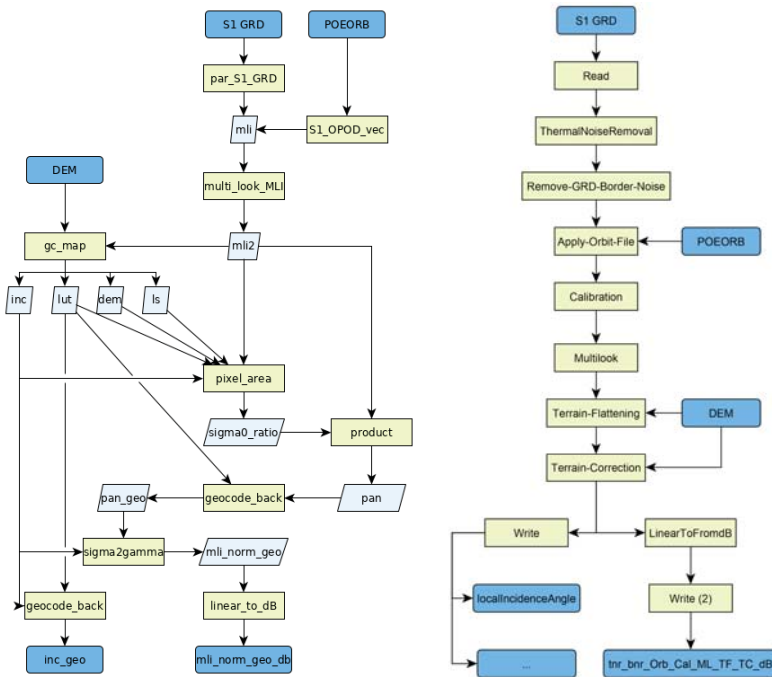 S1 GRD
POEORB
par_S1_GRD
mli
S1_OPOD_vec
DEM
multi_look_MLI
gc_map
mli2
inc
lut
dem
ls
pixel_area
sigma0_ratio
product
pan_geo
geocode_back
pan
sigma2gamma
mli_norm_geo
geocode_back
linear_to_dB
inc_geo
mli_norm_geo_db
S1 GRD
Read
ThermalNoiseRemoval
Remove-GRD-Border-Noise
Apply-Orbit-File
POEORB
Calibration
Multilook
Terrain-Flattening
DEM
Terrain-Correction
Write
LinearToFromdB
localIncidenceAngle
Write (2)
...
tnr_bnr_Orb_Cal_ML_TF_TC_dB